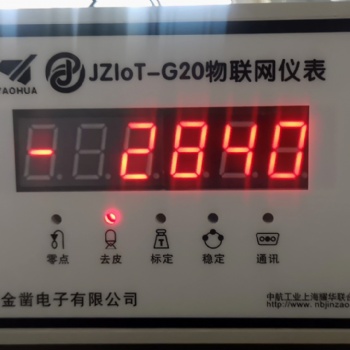 YAOHUA JZIoT-G20物联网仪表
- 2840
零点 去皮 标定 T 稳定 通讯
金凿电子有限公司
中航工业上海耀华联合
http://www.nbjinzao